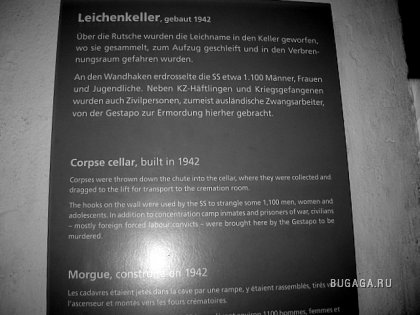 Leichenkeller, gebaut 1942
Über die Rutsche wurden die Leichname in den Keller geworfen,
wo sie gesammelt, zum Aufzug geschleift und in den Verbren-
nungsraum gefahren wurden.
An den Wandhaken erdrosselte die SS etwa 1.100 Männer, Frauen
und Jugendliche. Neben KZ-Häftlingen und Kriegsgefangenen
wurden auch Zivilpersonen, zumeist ausländische Zwangsarbeiter,
von der Gestapo zur Ermordung hierher gebracht.
Corpse cellar, built in 1942
Corpses were thrown down the chute into the cellar, where they were collected and
dragged to the lift for transport to the cremation room.
The hooks on the wall were used by the SS to strangle some 1,100 men, women and
adolescents. In addition to concentration camp inmates and prisoners of war, civilians
– mostly foreign forced labour convicts – were brought here by the Gestapo to be
murdered.
Morgue, construite en 1942
Les cadavres étaient jetés dans la cave par une rampe, y étaient rassemblés, tirés
l'ascenseur et montés vers les fours crématoires.
environ 1100 hommes, femmes et
BUGAGA.RU